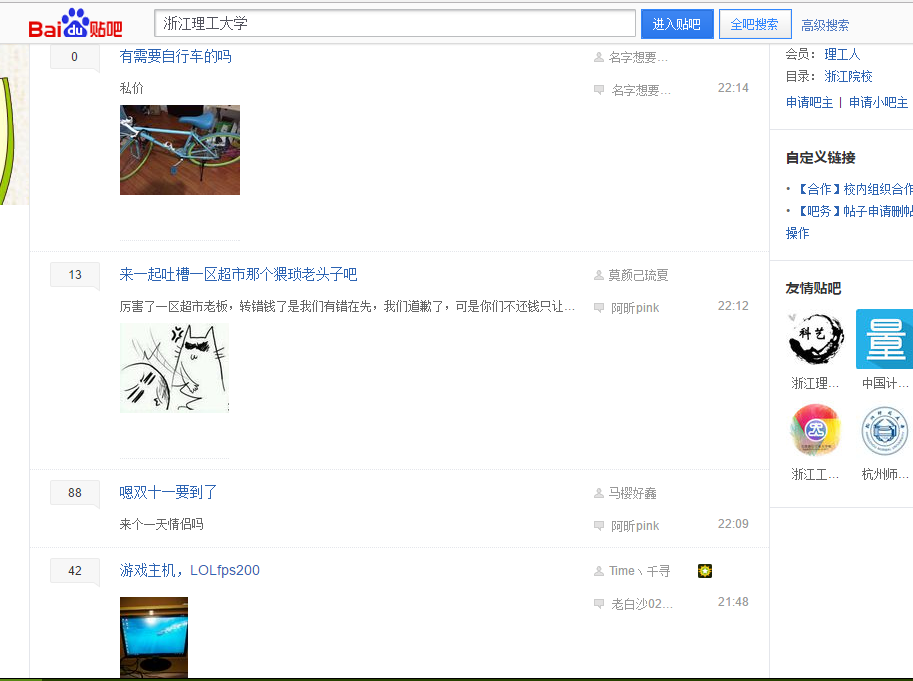 Bai du 贴吧
浙江理工大学
进入贴吧
全吧搜索
高级搜索
0
有需要自行车的吗
名字想要...
私价
名字想要...
22:14
13
来一起吐槽一区超市那个猥琐老头子吧
莫颜己琉夏
厉害了一区超市老板，转错钱了是我们有错在先，我们道歉了，可是你们不还钱只让...
阿昕pink
22:12
88
嗯双十一要到了
马樱好鑫
来个一天情侣吗
阿昕pink
22:09
42
游戏主机，LOLfps200
Time丶千寻
老白沙02...
21:48
会员： 理工人
目录： 浙江院校
申请吧主 | 申请小吧主
自定义链接
【合作】校内组织合作
【吧务】帖子申请删帖
操作
友情贴吧
科艺
量
浙江理...
中国计...
浙江工...
杭州师...